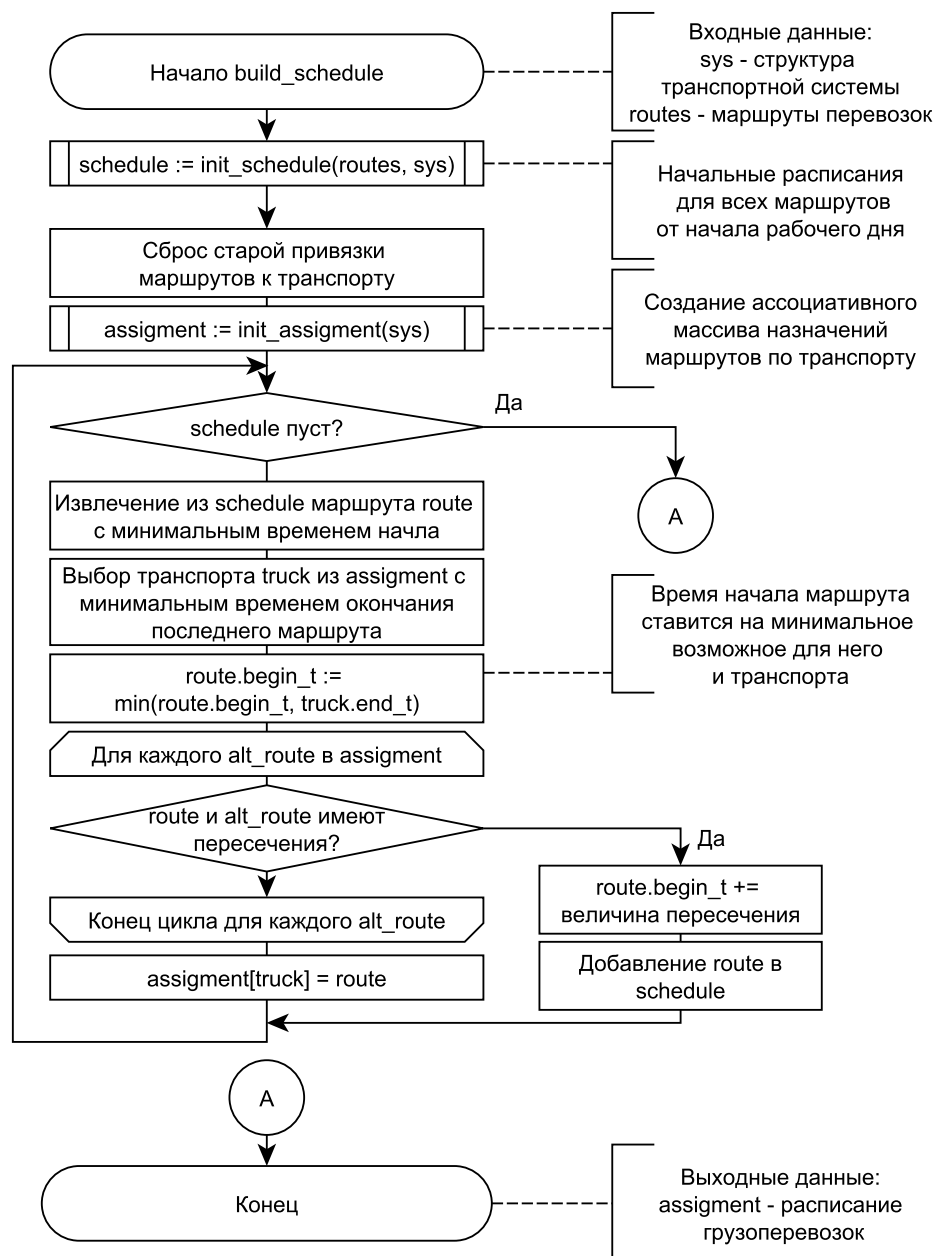 Начало build_schedule
Входные данные:
sys - структура
транспортной системы
routes - маршруты перевозок
schedule := init_schedule(routes, sys)
Начальные расписания
для всех маршрутов
от начала рабочего дня
Сброс старой привязки
маршрутов к транспорту
assigment := init_assigment(sys)
Создание ассоциативного
массива назначений
маршрутов по транспорту
schedule пуст?
Да
А
Извлечение из schedule маршрута route
с минимальным временем начла
Выбор транспорта truck из assigment с
минимальным временем окончания
последнего маршрута
route.begin_t :=
min(route.begin_t, truck.end_t)
Время начала маршрута
ставится на минимальное
возможное для него
и транспорта
Для каждого alt_route в assigment
route и alt_route имеют
пересечения?
Да
route.begin_t +=
величина пересечения
Добавление route в
schedule
Конец цикла для каждого alt_route
assigment[truck] = route
А
Конец
Выходные данные:
assigment - расписание
грузоперевозок